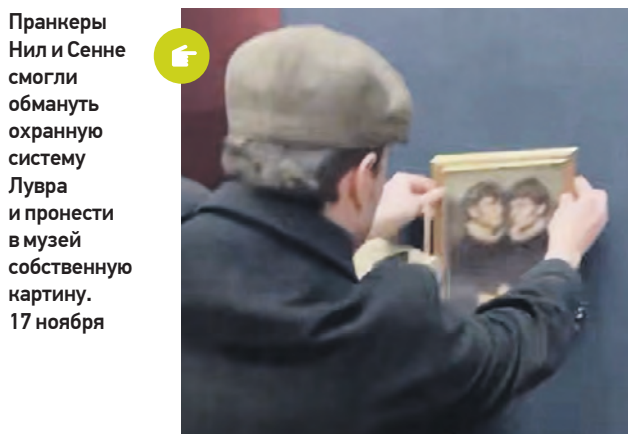 Пранкеры
Нил и Сенне
смогли
обмануть
охранную
систему
Лувра
и пронести
в музей
собственную
картину.
17 ноября